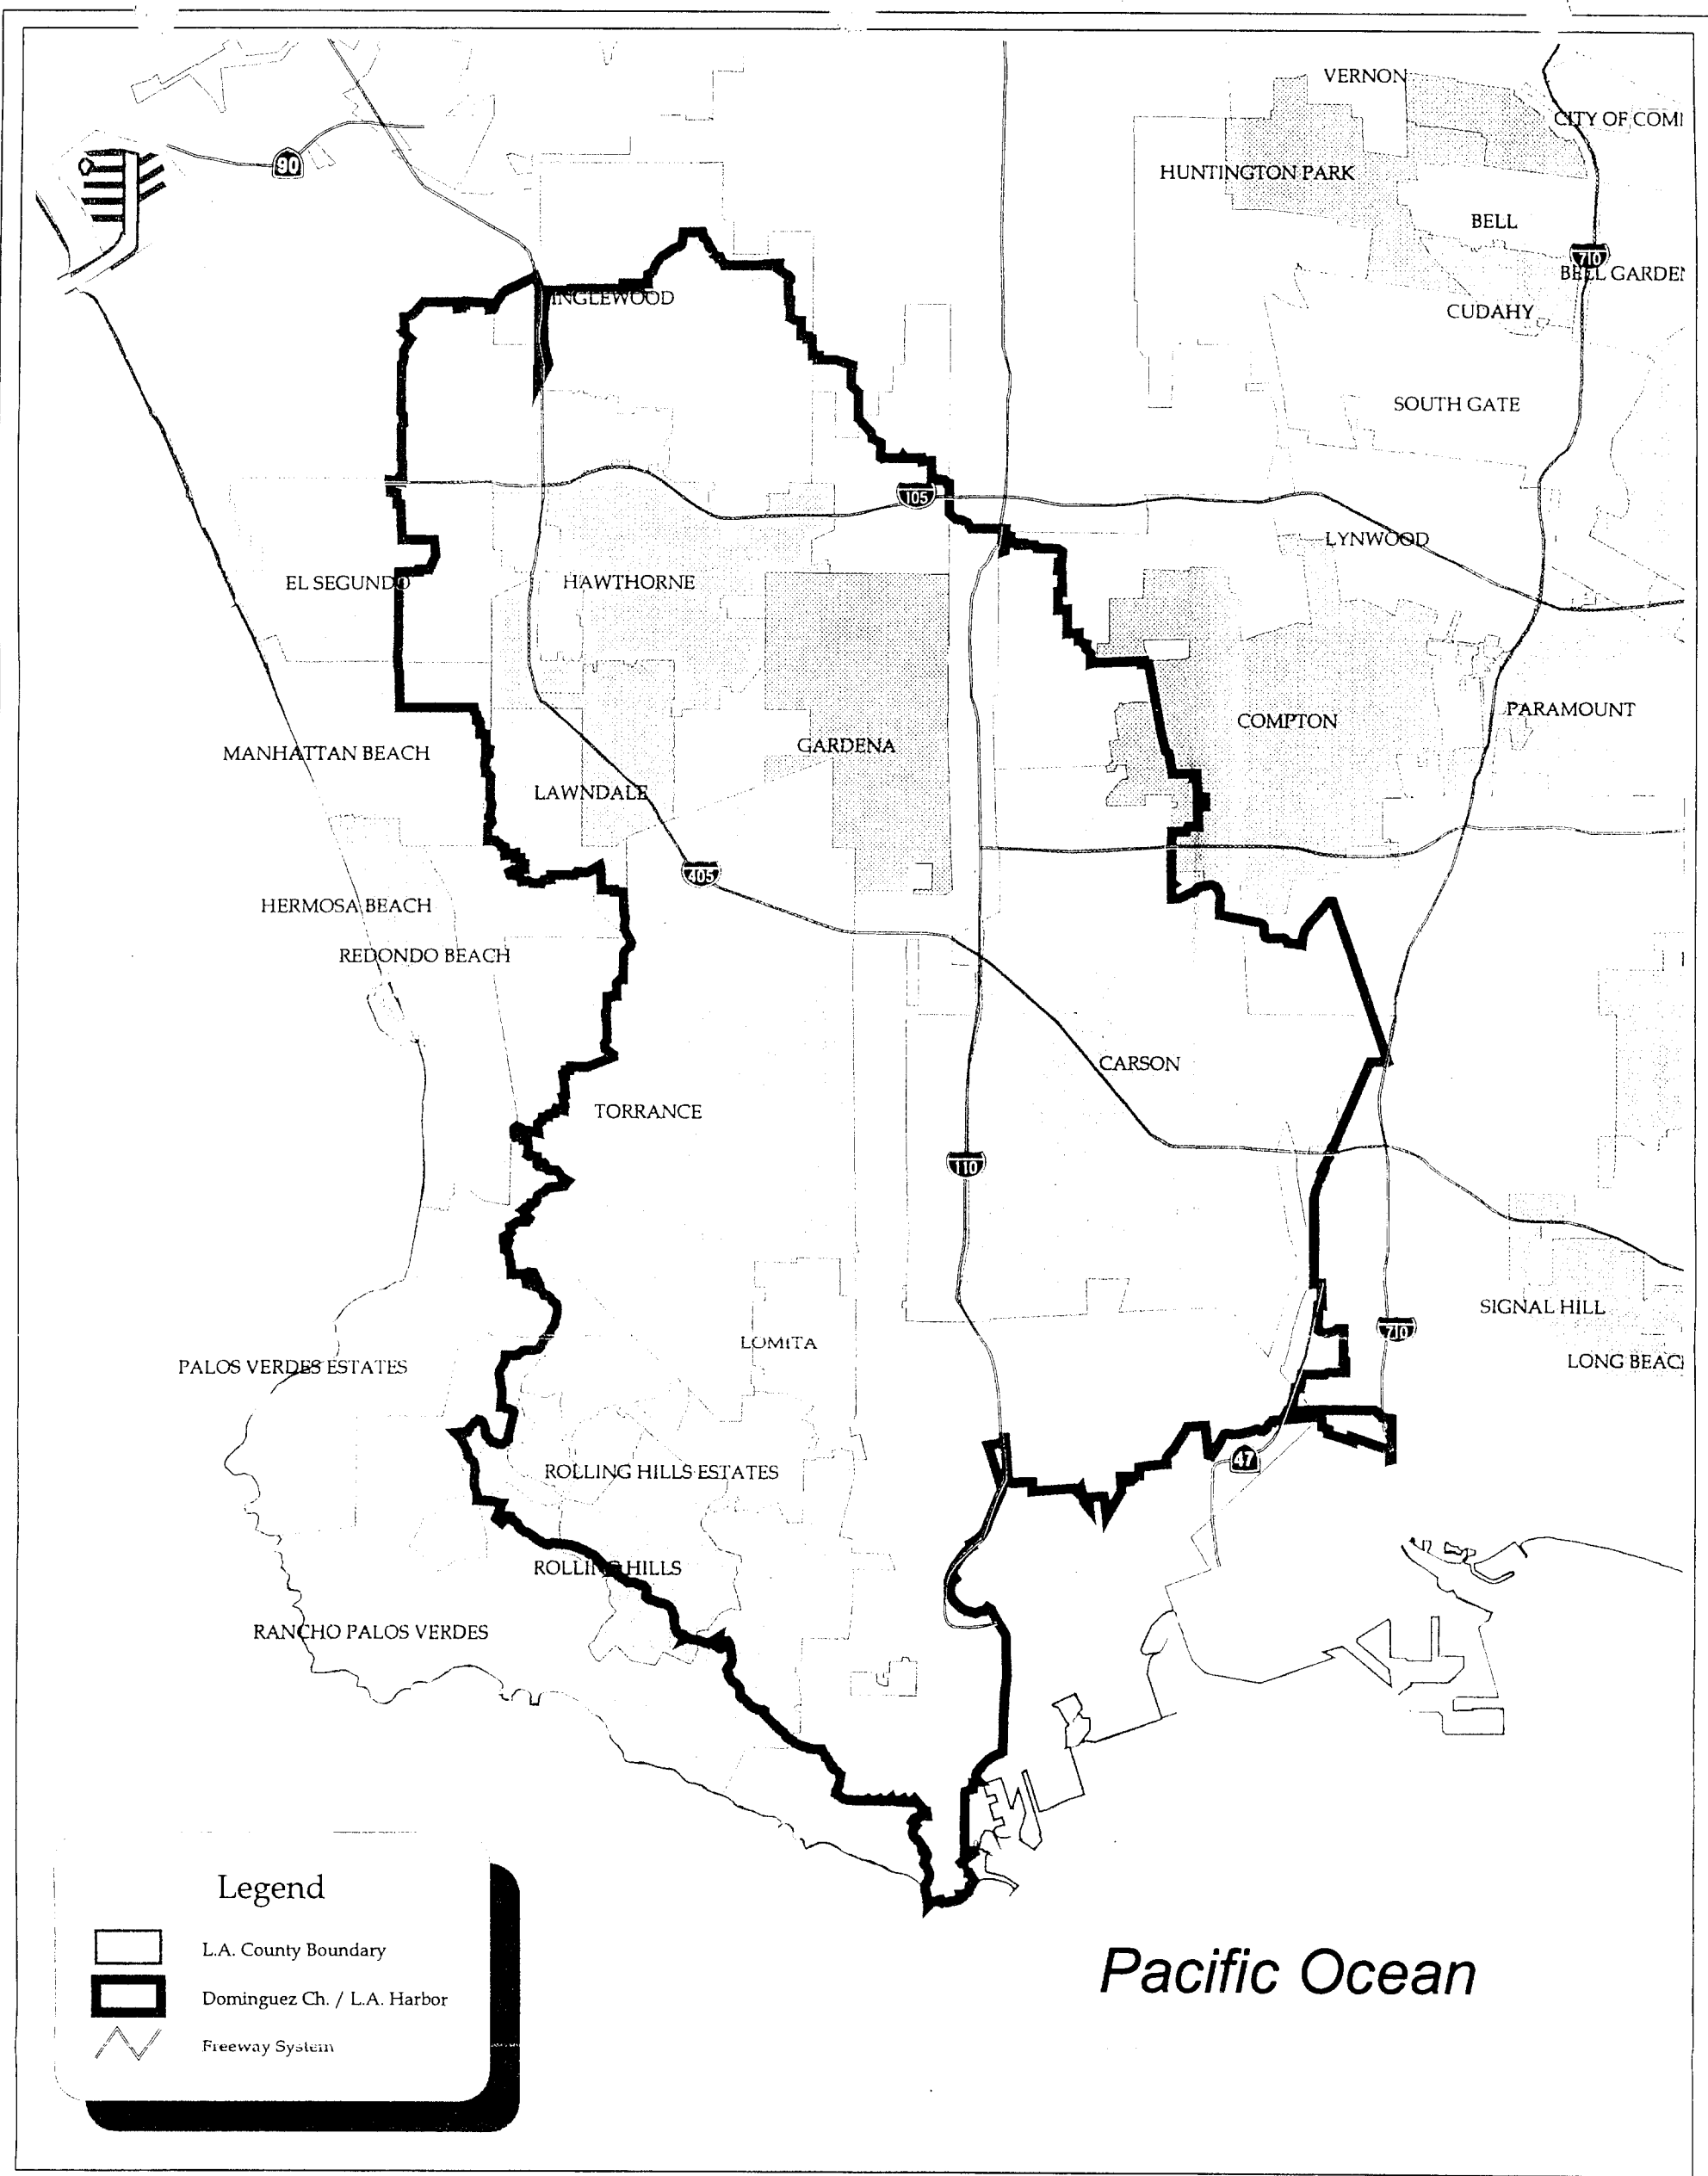 VERNON
CITY OF COM
90
HUNTINGTON PARK
BELL
710
BELL GARDEN
INGLEWOOD
CUDAHY
SOUTH GATE
105
LYNWOOD
EL SEGUNDO
HAWTHORNE
COMPTON
PARAMOUNT
GARDENA
MANHATTAN BEACH
LAWNDALE
405
HERMOSA BEACH
REDONDO BEACH
CARSON
TORRANCE
110
SIGNAL HILL
710
LOMITA
LONG BEAC
PALOS VERDES ESTATES
47
ROLLING HILLS ESTATES
ROLLING HILLS
RANCHO PALOS VERDES
Legend
L.A. County Boundary
Dominguez Ch. / L.A. Harbor
Freeway System
Pacific Ocean